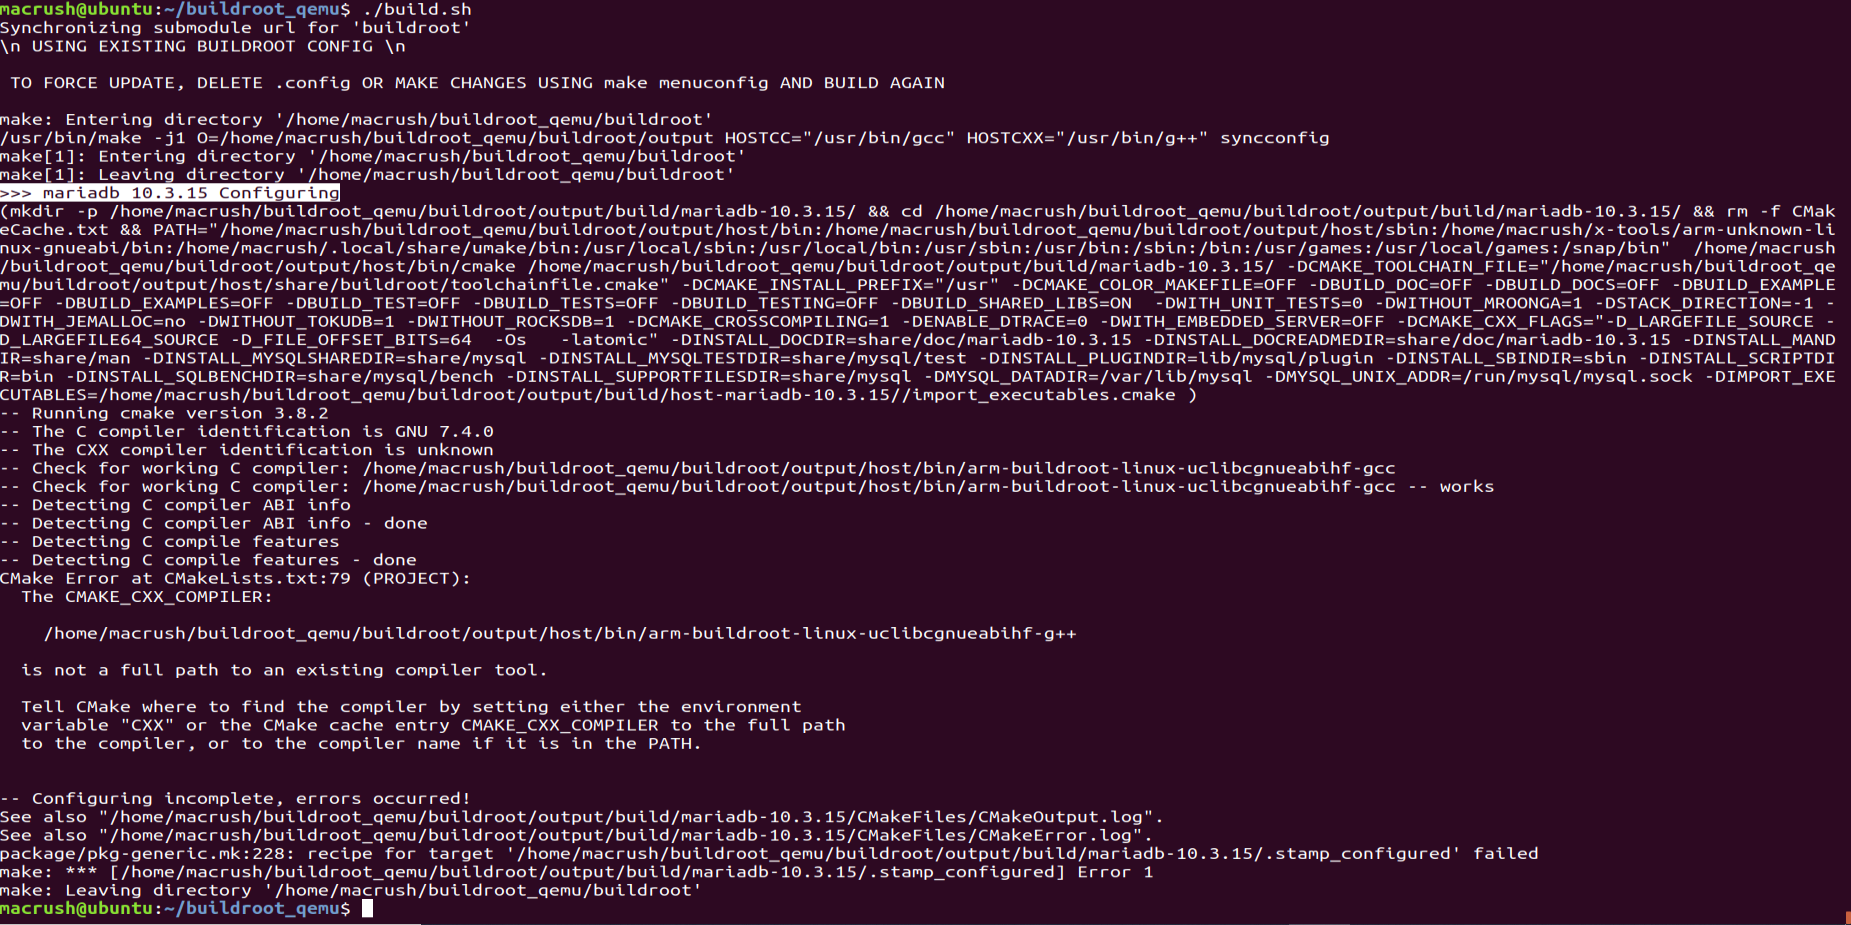 macrush@ubuntu:~/buildroot_qemu$ ./build.sh
Synchronizing submodule url for 'buildroot'
\n USING EXISTING BUILDROOT CONFIG \n
 TO FORCE UPDATE, DELETE .config OR MAKE CHANGES USING make menuconfig AND BUILD AGAIN
make: Entering directory '/home/macrush/buildroot_qemu/buildroot'
/usr/bin/make -j1 O=/home/macrush/buildroot_qemu/buildroot/output HOSTCC="/usr/bin/gcc" HOSTCXX="/usr/bin/g++" syncconfig
make[1]: Entering directory '/home/macrush/buildroot_qemu/buildroot'
make[1]: Leaving directory '/home/macrush/buildroot_qemu/buildroot'
>>> mariadb 10.3.15 Configuring
(mkdir -p /home/macrush/buildroot_qemu/buildroot/output/build/mariadb-10.3.15/ && cd /home/macrush/buildroot_qemu/buildroot/output/build/mariadb-10.3.15/ && rm -f CMak
eCache.txt && PATH="/home/macrush/buildroot_qemu/buildroot/output/host/bin:/home/macrush/buildroot_qemu/buildroot/output/host/sbin:/home/macrush/x-tools/arm-unknown-li
nux-gnueabi/bin:/home/macrush/.local/share/umake/bin:/usr/local/sbin:/usr/local/bin:/usr/sbin:/usr/bin:/sbin:/bin:/usr/games:/usr/local/games:/snap/bin"  /home/macrush
/buildroot_qemu/buildroot/output/host/bin/cmake /home/macrush/buildroot_qemu/buildroot/output/build/mariadb-10.3.15/ -DCMAKE_TOOLCHAIN_FILE="/home/macrush/buildroot_qe
mu/buildroot/output/host/share/buildroot/toolchainfile.cmake" -DCMAKE_INSTALL_PREFIX="/usr" -DCMAKE_COLOR_MAKEFILE=OFF -DBUILD_DOC=OFF -DBUILD_DOCS=OFF -DBUILD_EXAMPLE
=OFF -DBUILD_EXAMPLES=OFF -DBUILD_TEST=OFF -DBUILD_TESTS=OFF -DBUILD_TESTING=OFF -DBUILD_SHARED_LIBS=ON  -DWITH_UNIT_TESTS=0 -DWITHOUT_MROONGA=1 -DSTACK_DIRECTION=-1 -
DWITH_JEMALLOC=no -DWITHOUT_TOKUDB=1 -DWITHOUT_ROCKSDB=1 -DCMAKE_CROSSCOMPILING=1 -DENABLE_DTRACE=0 -DWITH_EMBEDDED_SERVER=OFF -DCMAKE_CXX_FLAGS="-D_LARGEFILE_SOURCE -
D_LARGEFILE64_SOURCE -D_FILE_OFFSET_BITS=64  -Os   -latomic" -DINSTALL_DOCDIR=share/doc/mariadb-10.3.15 -DINSTALL_DOCREADMEDIR=share/doc/mariadb-10.3.15 -DINSTALL_MAND
IR=share/man -DINSTALL_MYSQLSHAREDIR=share/mysql -DINSTALL_MYSQLTESTDIR=share/mysql/test -DINSTALL_PLUGINDIR=lib/mysql/plugin -DINSTALL_SBINDIR=sbin -DINSTALL_SCRIPTDI
R=bin -DINSTALL_SQLBENCHDIR=share/mysql/bench -DINSTALL_SUPPORTFILESDIR=share/mysql -DMYSQL_DATADIR=/var/lib/mysql -DMYSQL_UNIX_ADDR=/run/mysql/mysql.sock -DIMPORT_EXE
CUTABLES=/home/macrush/buildroot_qemu/buildroot/output/build/host-mariadb-10.3.15//import_executables.cmake )
-- Running cmake version 3.8.2
-- The C compiler identification is GNU 7.4.0
-- The CXX compiler identification is unknown
-- Check for working C compiler: /home/macrush/buildroot_qemu/buildroot/output/host/bin/arm-buildroot-linux-uclibcgnueabihf-gcc
-- Check for working C compiler: /home/macrush/buildroot_qemu/buildroot/output/host/bin/arm-buildroot-linux-uclibcgnueabihf-gcc -- works
-- Detecting C compiler ABI info
-- Detecting C compiler ABI info - done
-- Detecting C compile features
-- Detecting C compile features - done
CMake Error at CMakeLists.txt:79 (PROJECT):
  The CMAKE_CXX_COMPILER:
    /home/macrush/buildroot_qemu/buildroot/output/host/bin/arm-buildroot-linux-uclibcgnueabihf-g++
  is not a full path to an existing compiler tool.
  Tell CMake where to find the compiler by setting either the environment
  variable "CXX" or the CMake cache entry CMAKE_CXX_COMPILER to the full path
  to the compiler, or to the compiler name if it is in the PATH.
-- Configuring incomplete, errors occurred!
See also "/home/macrush/buildroot_qemu/buildroot/output/build/mariadb-10.3.15/CMakeFiles/CMakeOutput.log".
See also "/home/macrush/buildroot_qemu/buildroot/output/build/mariadb-10.3.15/CMakeFiles/CMakeError.log".
package/pkg-generic.mk:228: recipe for target '/home/macrush/buildroot_qemu/buildroot/output/build/mariadb-10.3.15/.stamp_configured' failed
make: *** [/home/macrush/buildroot_qemu/buildroot/output/build/mariadb-10.3.15/.stamp_configured] Error 1
make: Leaving directory '/home/macrush/buildroot_qemu/buildroot'
macrush@ubuntu:~/buildroot_qemu$